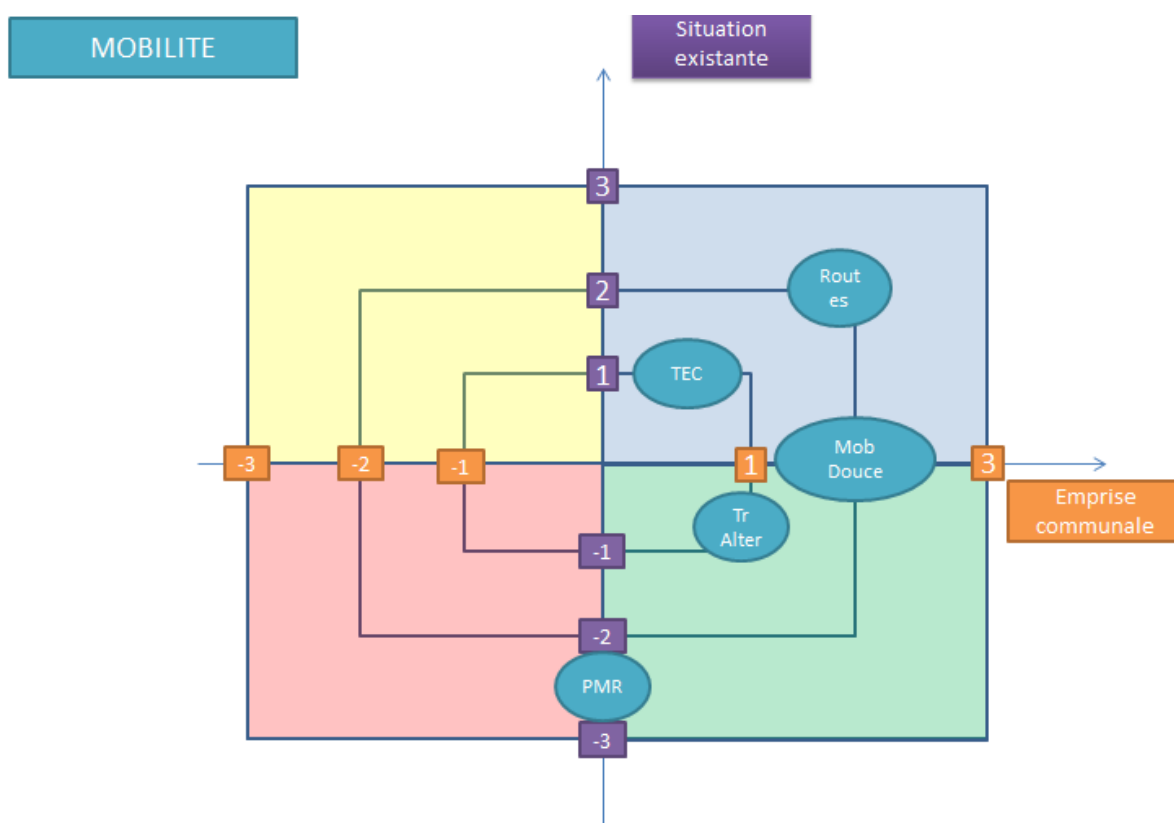 MOBILITE
Situation
existante
3
2
Rout
es
1
TEC
-3
-2
-1
1
Mob
Douce
3
Emprise
communale
Tr
Alter
-1
-2
PMR
-3